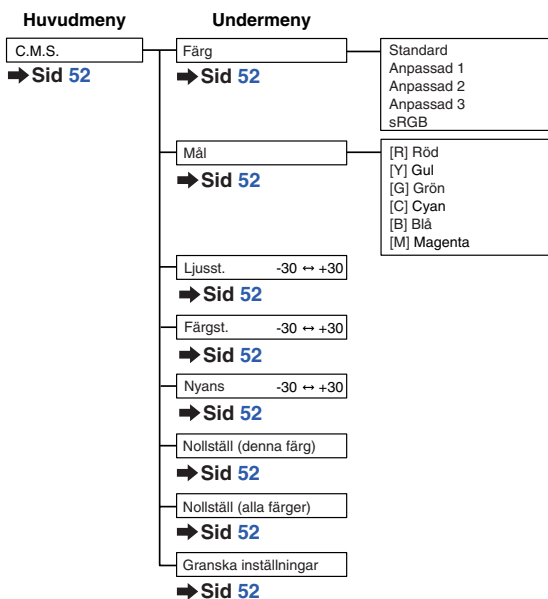 Huvudmeny
Undermeny
C.M.S.
➡ Sid 52
Färg
➡ Sid 52
Standard
Anpassad 1
Anpassad 2
Anpassad 3
sRGB
Mål
➡ Sid 52
[R] Röd
[Y] Gul
[G] Grön
[C] Cyan
[B] Blå
[M] Magenta
Ljusst. -30 ↔ +30
➡ Sid 52
Färgst. -30 ↔ +30
➡ Sid 52
Nyans -30 ↔ +30
➡ Sid 52
Nollställ (denna färg)
➡ Sid 52
Nollställ (alla färger)
➡ Sid 52
Granska inställningar
➡ Sid 52